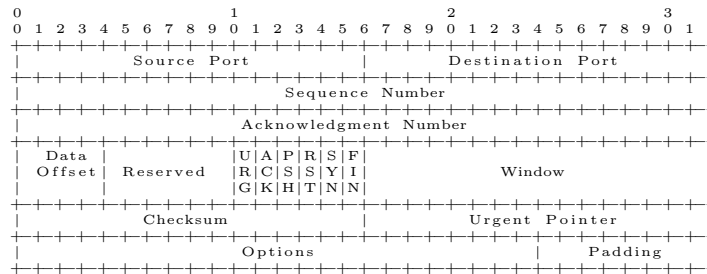 0 1 2 3
0 1 2 3 4 5 6 7 8 9 0 1 2 3 4 5 6 7 8 9 0 1 2 3 4 5 6 7 8 9 0 1
+-+-+-+-+-+-+-+-+-+-+-+-+-+-+-+-+-+-+-+-+-+-+-+-+-+-+-+-+-+-+-+-+
| Source Port | Destination Port
+-+-+-+-+-+-+-+-+-+-+-+-+-+-+-+-+-+-+-+-+-+-+-+-+-+-+-+-+-+-+-+-+
| Sequence Number
+-+-+-+-+-+-+-+-+-+-+-+-+-+-+-+-+-+-+-+-+-+-+-+-+-+-+-+-+-+-+-+-+
| Acknowledgment Number
+-+-+-+-+-+-+-+-+-+-+-+-+-+-+-+-+-+-+-+-+-+-+-+-+-+-+-+-+-+-+-+-+
| Data |U|A|P|R|S|F|
| Offset| Reserved |R|C|S|S|Y|I| Window
| |G|K|H|T|N|N|
+-+-+-+-+-+-+-+-+-+-+-+-+-+-+-+-+-+-+-+-+-+-+-+-+-+-+-+-+-+-+-+-+
| Checksum | Urgent Pointer
+-+-+-+-+-+-+-+-+-+-+-+-+-+-+-+-+-+-+-+-+-+-+-+-+-+-+-+-+-+-+-+-+
| Options | Padding
+-+-+-+-+-+-+-+-+-+-+-+-+-+-+-+-+-+-+-+-+-+-+-+-+-+-+-+-+-+-+-+-+